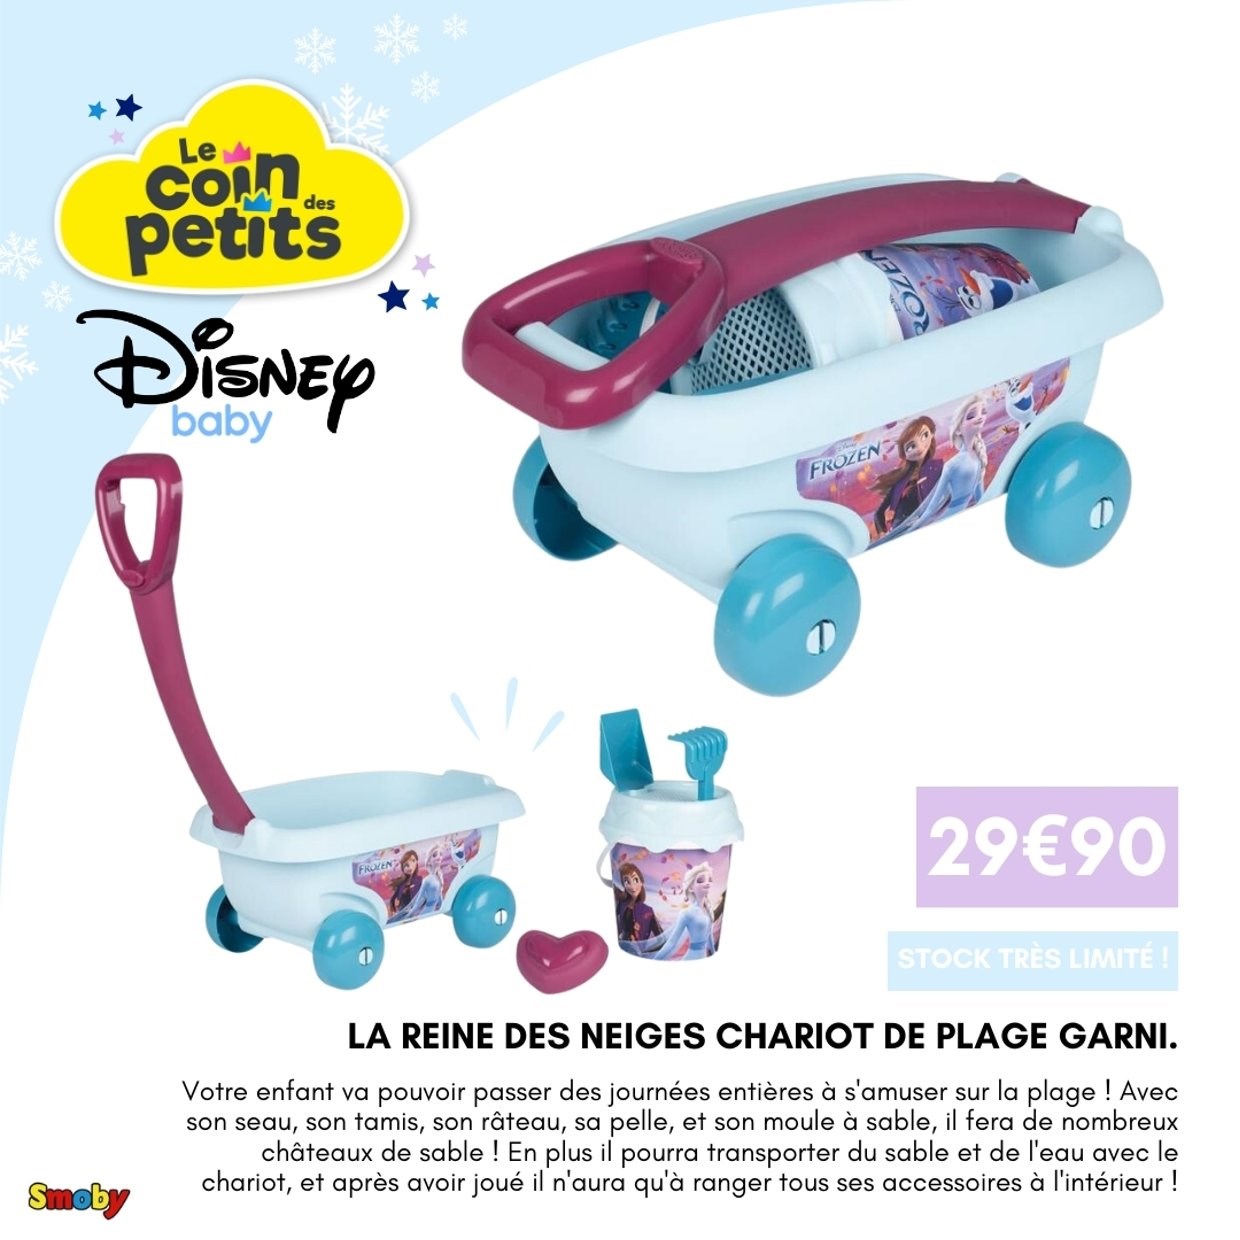 Le
coin
des
petits
Disney
baby
FROZEN
FROZEN
FROZEN
29€90
STOCK TRÈS LIMITÉ !
LA REINE DES NEIGES CHARIOT DE PLAGE GARNI.
Votre enfant va pouvoir passer des journées entières à s'amuser sur la plage ! Avec
son seau, son tamis, son râteau, sa pelle, et son moule à sable, il fera de nombreux
châteaux de sable ! En plus il pourra transporter du sable et de l'eau avec le
chariot, et après avoir joué il n'aura qu'à ranger tous ses accessoires à l'intérieur !
Smoby